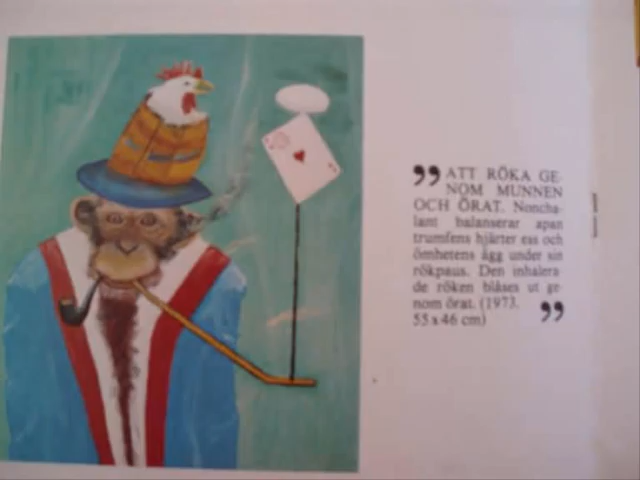 ” ATT RÖKA GE-
NOM MUNNEN
OCH ÖRAT. Noncha-
lant balanserar apan
trumfens hjärter ess och
ömhetens ägg under sin
rökpaus. Den inhalera-
de röken blåses ut ge-
nom örat. (1973.
55 x 46 cm) ”